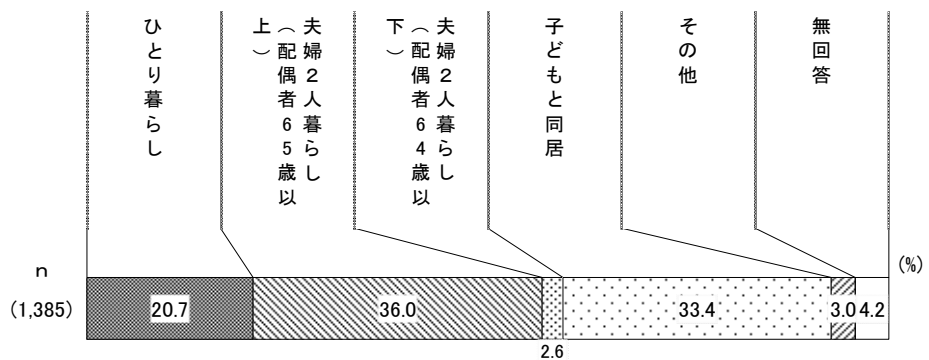 ひとり暮らし
夫婦２人暮らし
（配偶者６５歳以
上）
夫婦２人暮らし
（配偶者６４歳以
下）
子どもと同居
その他
無回答
n
(%)
(1,385)
20.7
36.0
2.6
33.4
3.0
4.2